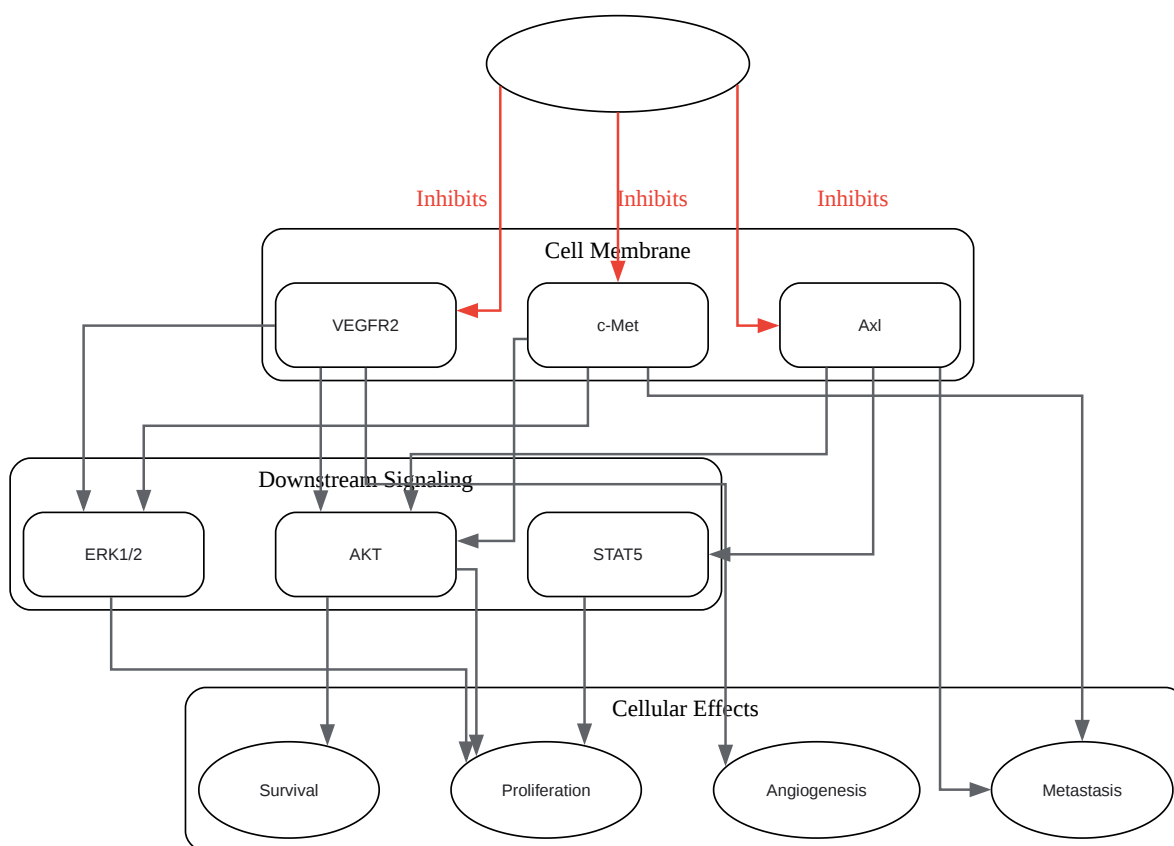 Inhibits
Inhibits
Inhibits
Cell Membrane
VEGFR2
c-Met
Axl
Downstream Signaling
ERK1/2
AKT
STAT5
Cellular Effects
Survival
Proliferation
Angiogenesis
Metastasis